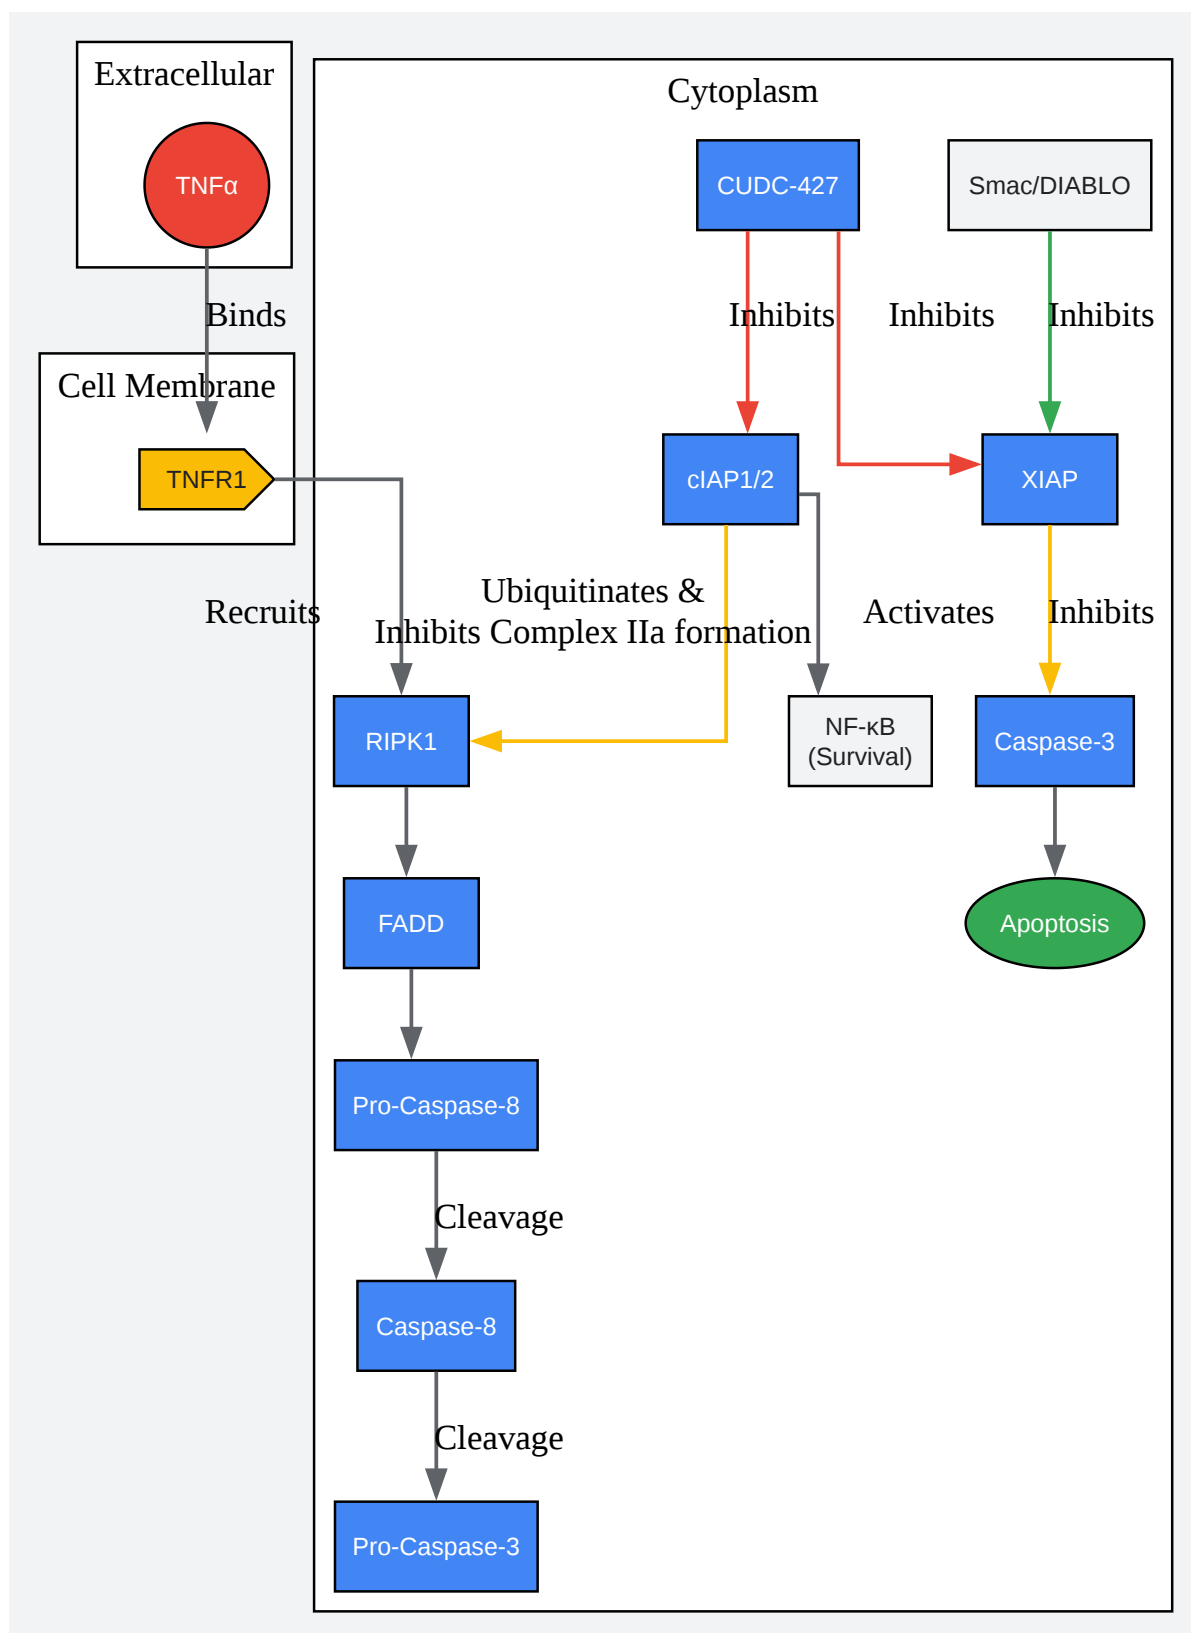 Extracellular
Cytoplasm
TNFα
CUDC-427
Smac/DIABLO
Binds
Inhibits
Inhibits
Inhibits
Cell Membrane
TNFR1
cIAP1/2
XIAP
Recruits
Ubiquitinates &
Inhibits Complex IIa formation
Activates
Inhibits
RIPK1
NF-κB
(Survival)
Caspase-3
FADD
Apoptosis
Pro-Caspase-8
Cleavage
Caspase-8
Cleavage
Pro-Caspase-3